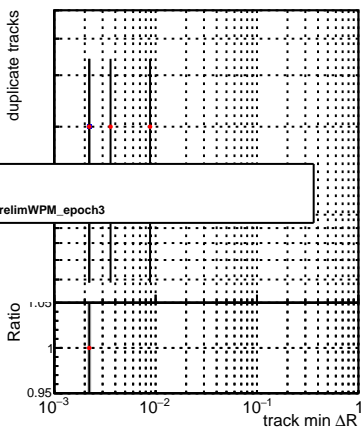 duplicate tracks
relimWPM_epoch3
1.05
Ratio
1
0.95
10⁻³ 10⁻² 10⁻¹ 1
track min ΔR